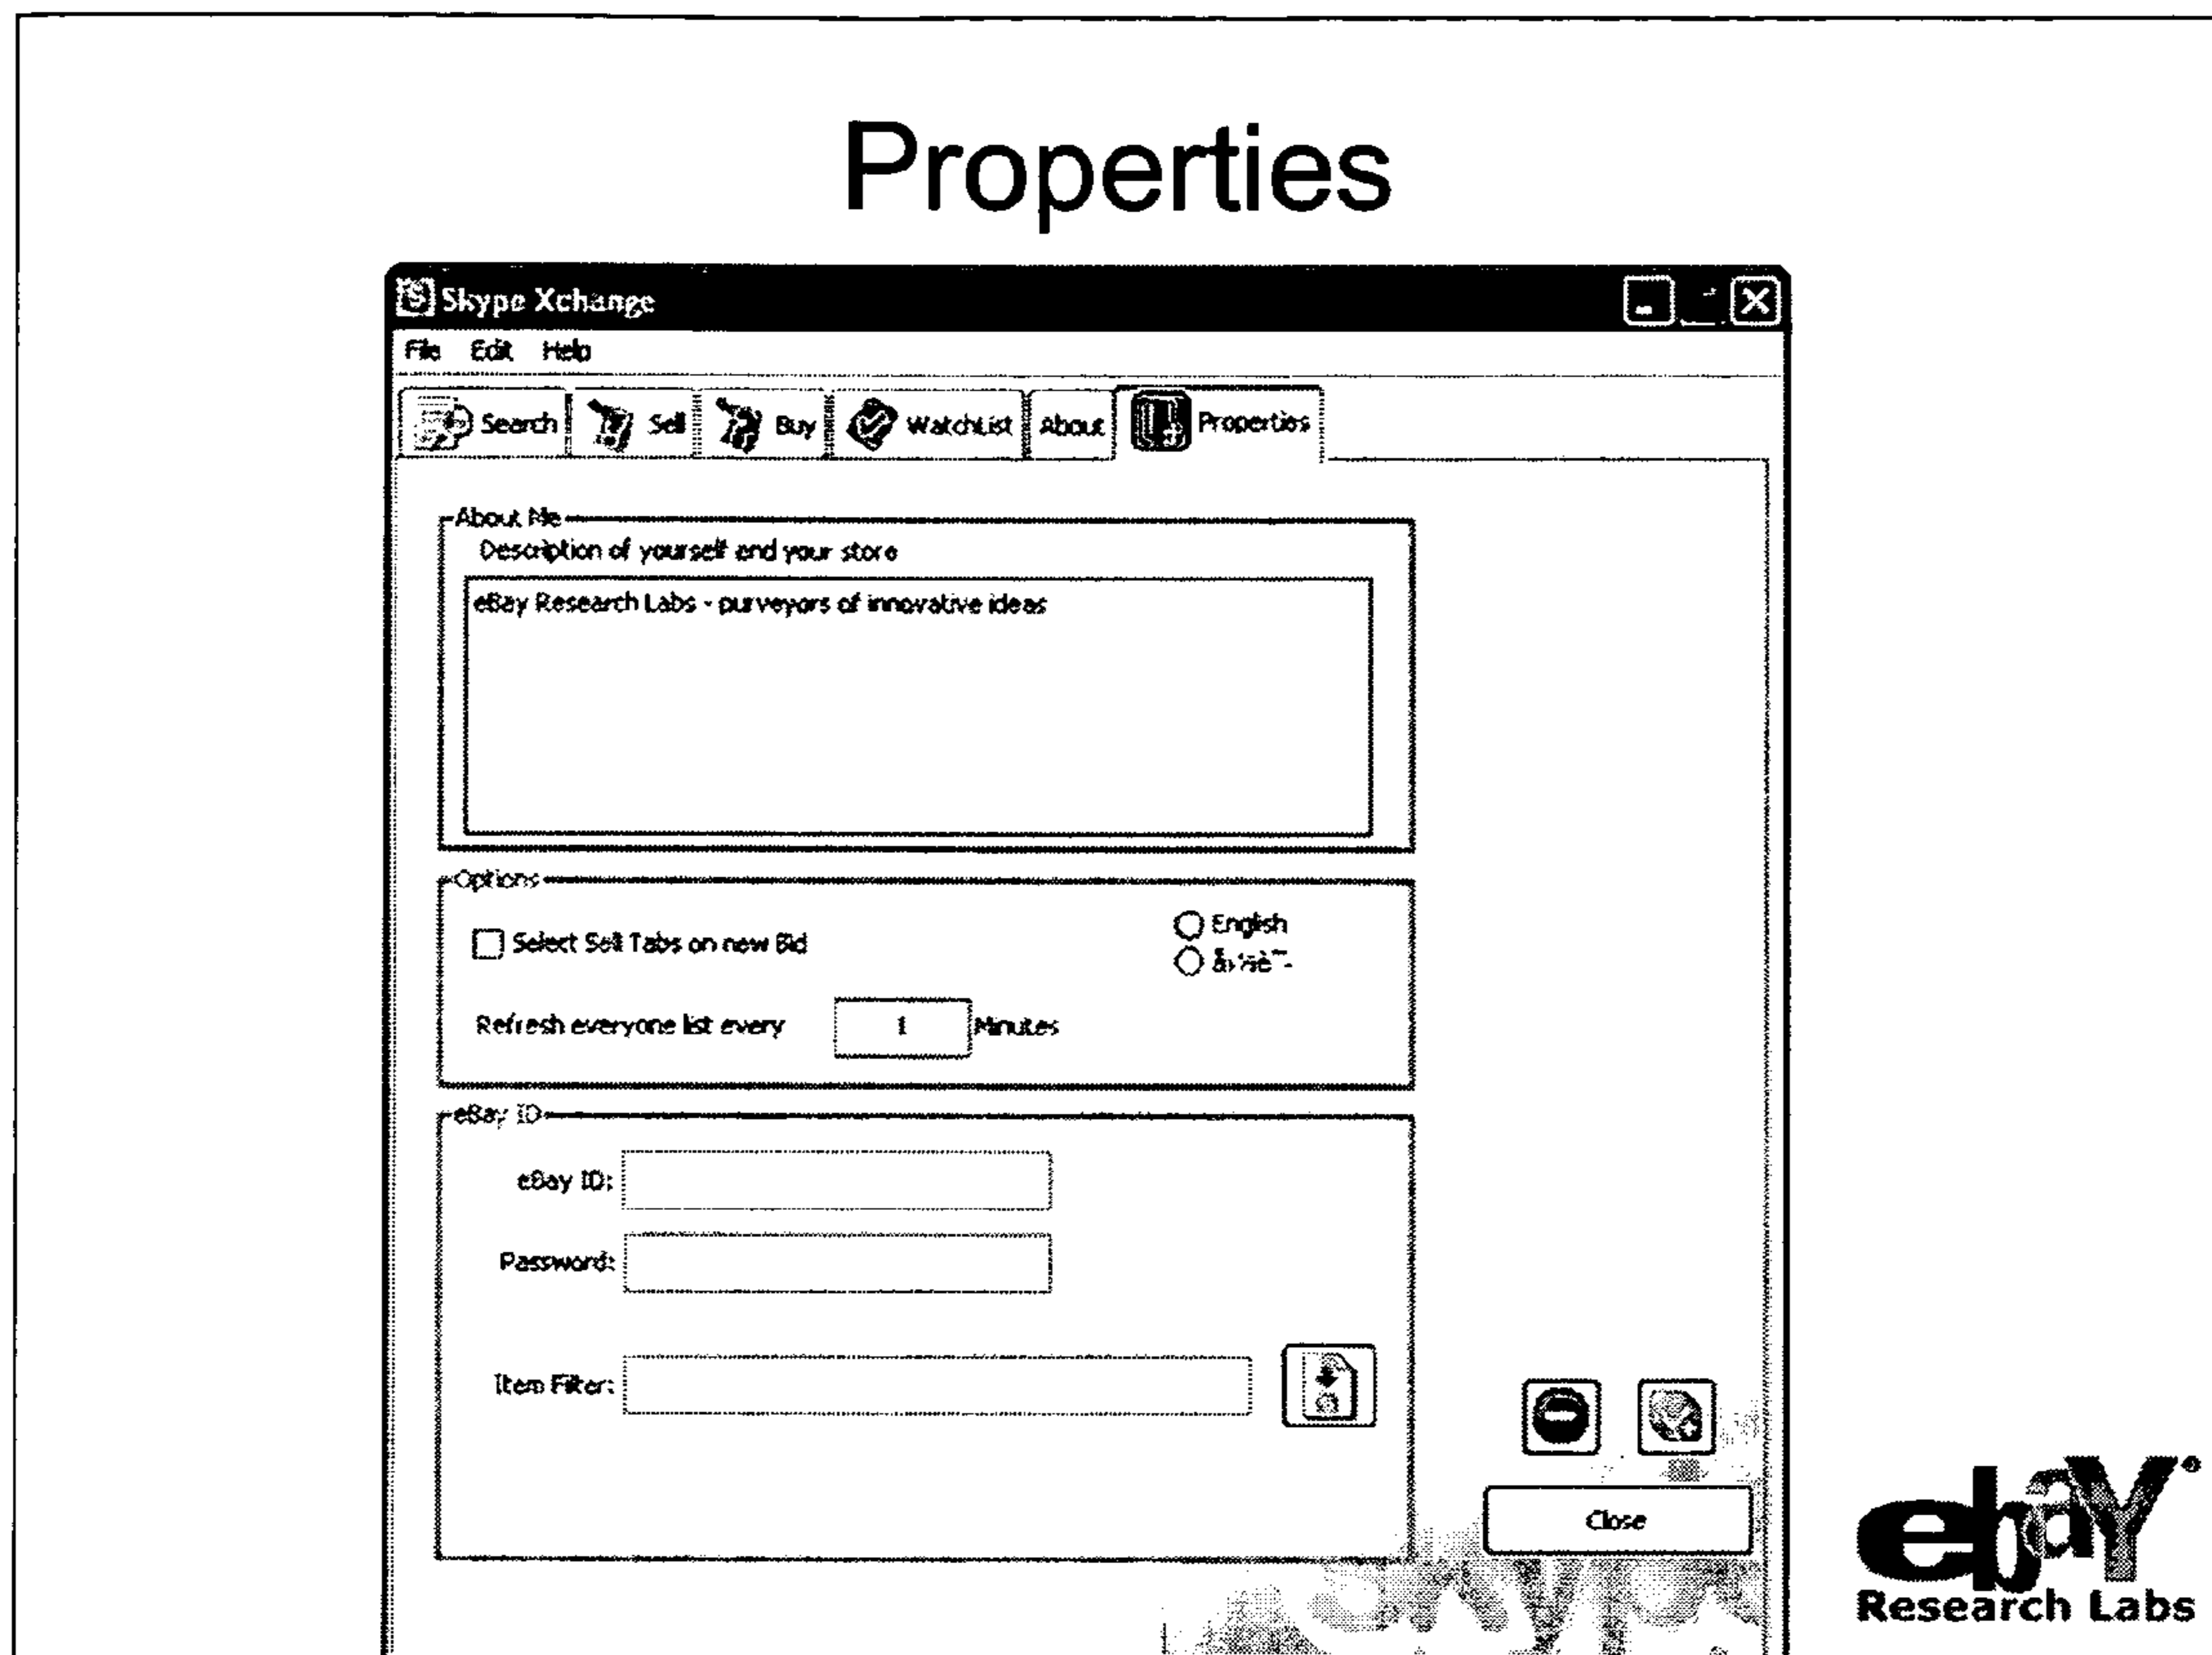 Properties
Skype Xchange
File Edit Help
Search Sell Buy WatchList About Properties
About Me
Description of yourself and your store
eBay Research Labs - purveyors of innovative ideas
Options
Select Sell Tabs on new Bid
English
Refresh everyone list every 1 Minutes
eBay ID
eBay ID:
Password:
Item Filter:
Close
skype
ebaY
Research Labs